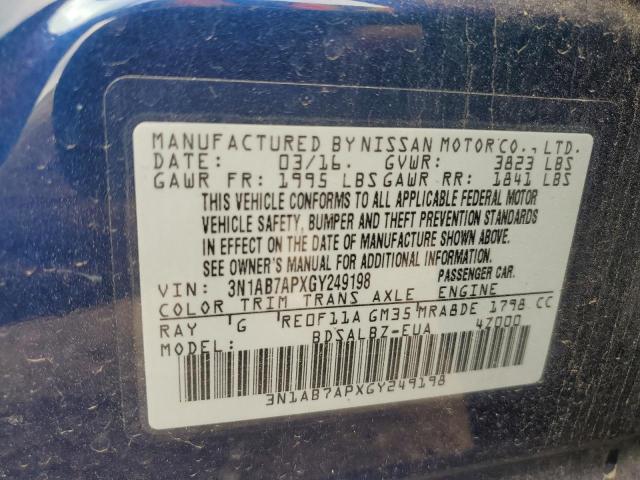 MANUFACTURED BY NISSAN MOTOR CO., LTD.
DATE: 03/16. GVWR: 3823 LBS
GAWR FR: 1995 LBS GAWR RR: 1841 LBS
THIS VEHICLE CONFORMS TO ALL APPLICABLE FEDERAL MOTOR
VEHICLE SAFETY, BUMPER AND THEFT PREVENTION STANDARDS
IN EFFECT ON THE DATE OF MANUFACTURE SHOWN ABOVE.
SEE OWNER'S MANUAL FOR ADDITIONAL INFORMATION.
VIN: 3N1AB7APXGY249198 PASSENGER CAR.
COLOR TRIM TRANS AXLE ENGINE
RAY G RE0F11A GM35 MRA8DE 1798 CC
MODEL: BDSALBZ-EUA 4Z000
3N1AB7APXGY249198